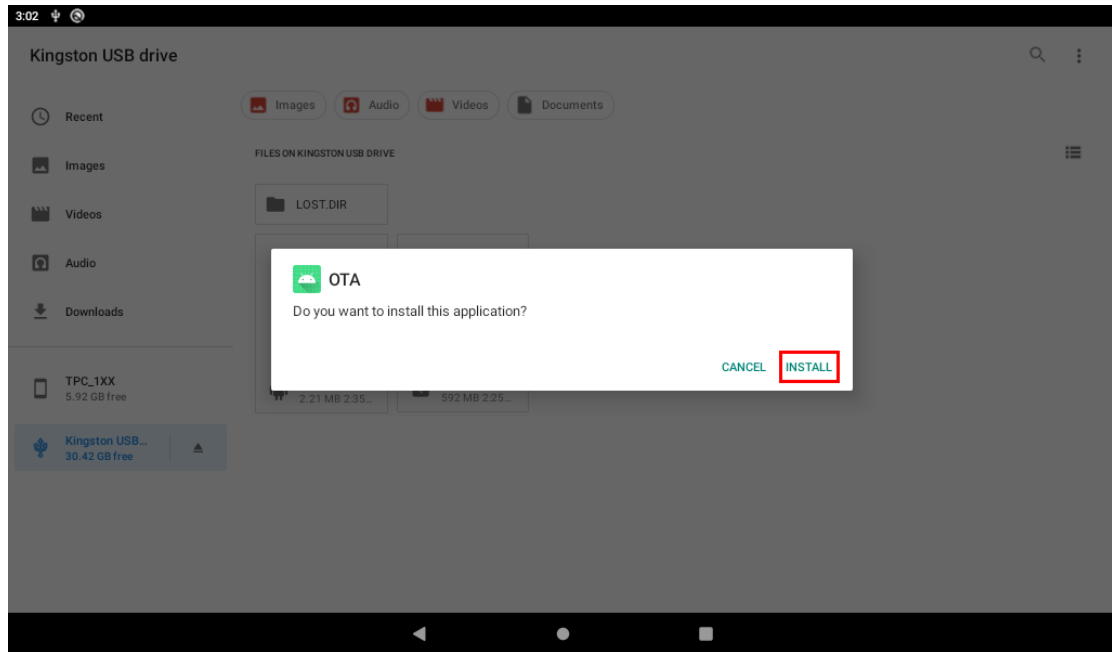 3:02
Kingston USB drive
Recent
Images
Videos
Audio
Downloads
TPC_1XX
5.92 GB free
Kingston USB...
30.42 GB free
Images
Audio
Videos
Documents
FILES ON KINGSTON USB DRIVE
LOST.DIR
OTA
Do you want to install this application?
CANCEL
INSTALL
2.21 MB 2:35...
592 MB 2:25...